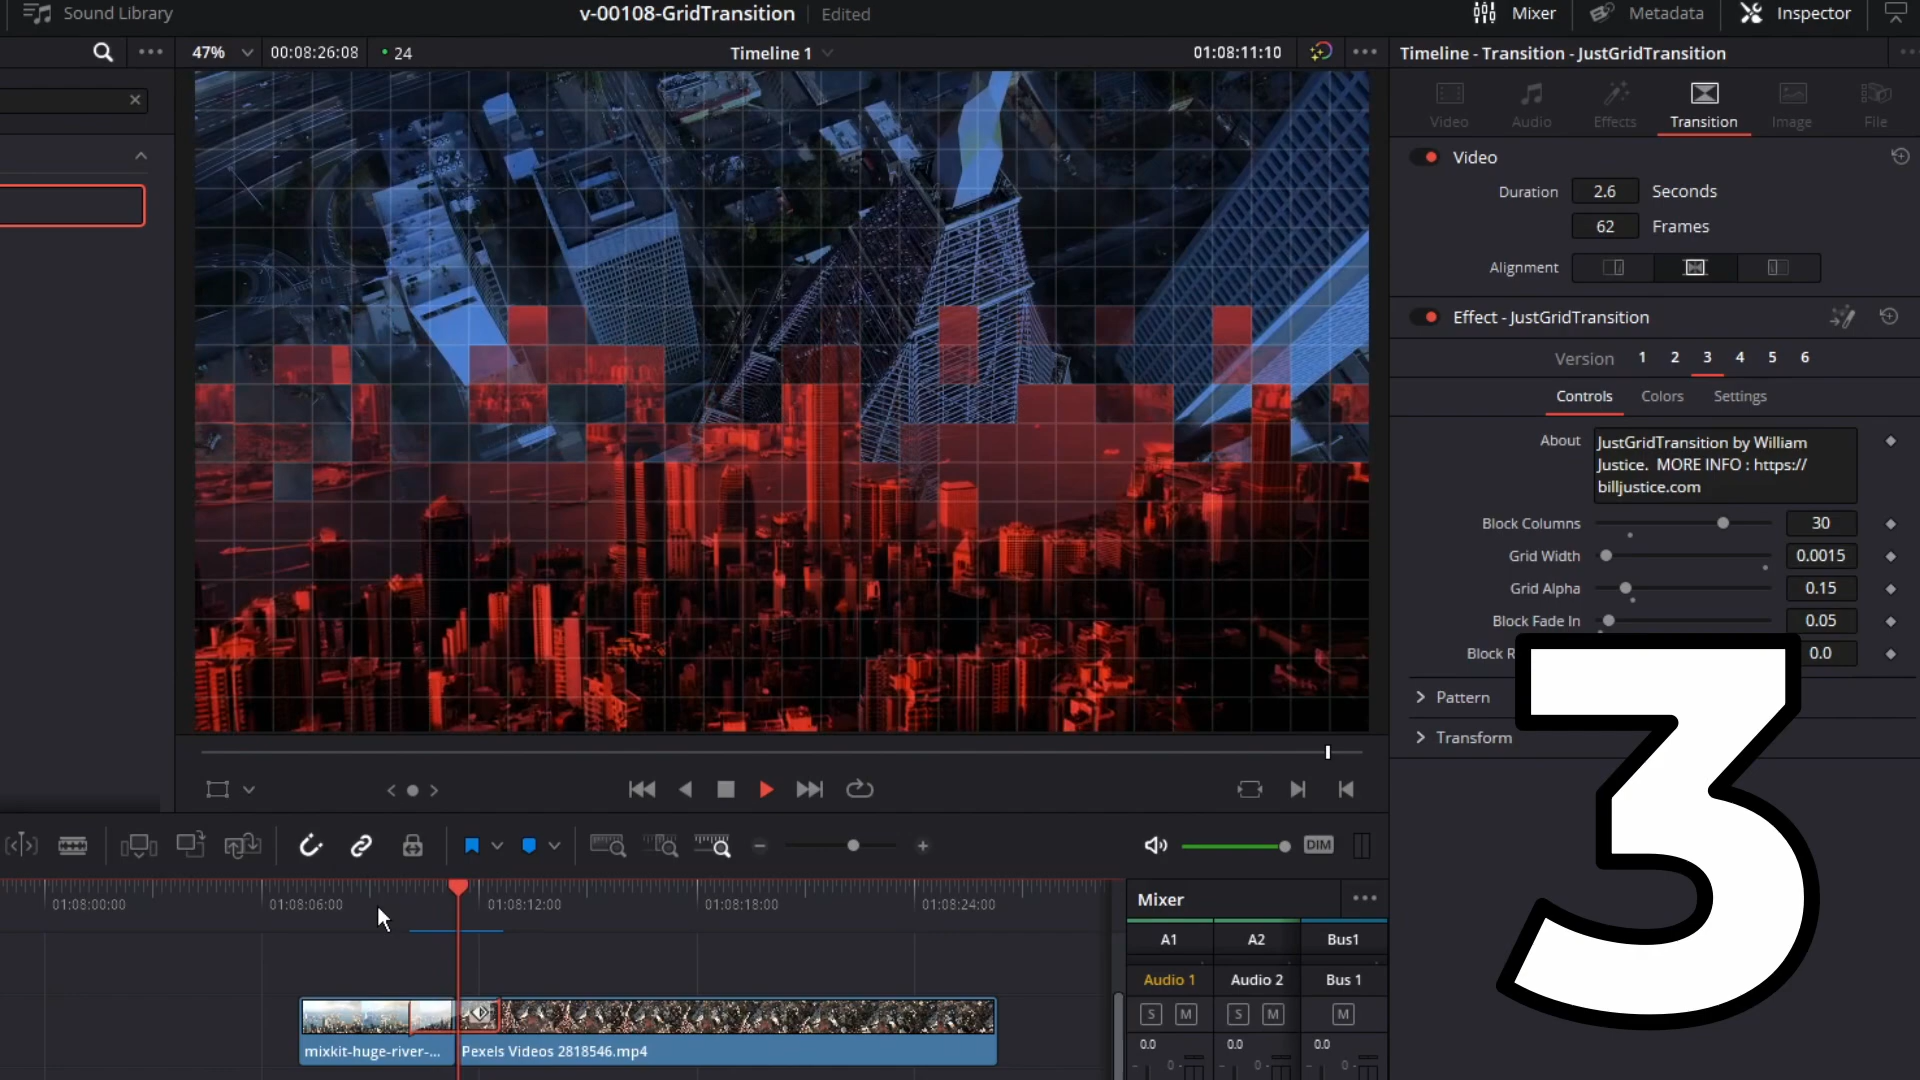 Sound Library
v-00108-GridTransition
Edited
Mixer
Metadata
Inspector
47%
00:08:26:08
24
Timeline 1
01:08:11:10
Timeline - Transition - JustGridTransition
Video
Audio
Effects
Transition
Image
File
Video
Duration 2.6 Seconds
62 Frames
Alignment
Effect - JustGridTransition
Version 1 2 3 4 5 6
Controls Colors Settings
About
JustGridTransition by William
Justice. MORE INFO : https://
billjustice.com
Block Columns 30
Grid Width 0.0015
Grid Alpha 0.15
Block Fade In 0.05
Block 0.0
Pattern
Transform
3
DIM
01:08:00:00
01:08:06:00
01:08:12:00
01:08:18:00
01:08:24:00
mixkit-huge-river-...
Pexels Videos 2818546.mp4
Mixer
A1 A2 Bus1
Audio 1 Audio 2 Bus 1
S M S M M
0.0 0.0 0.0
0 0 0